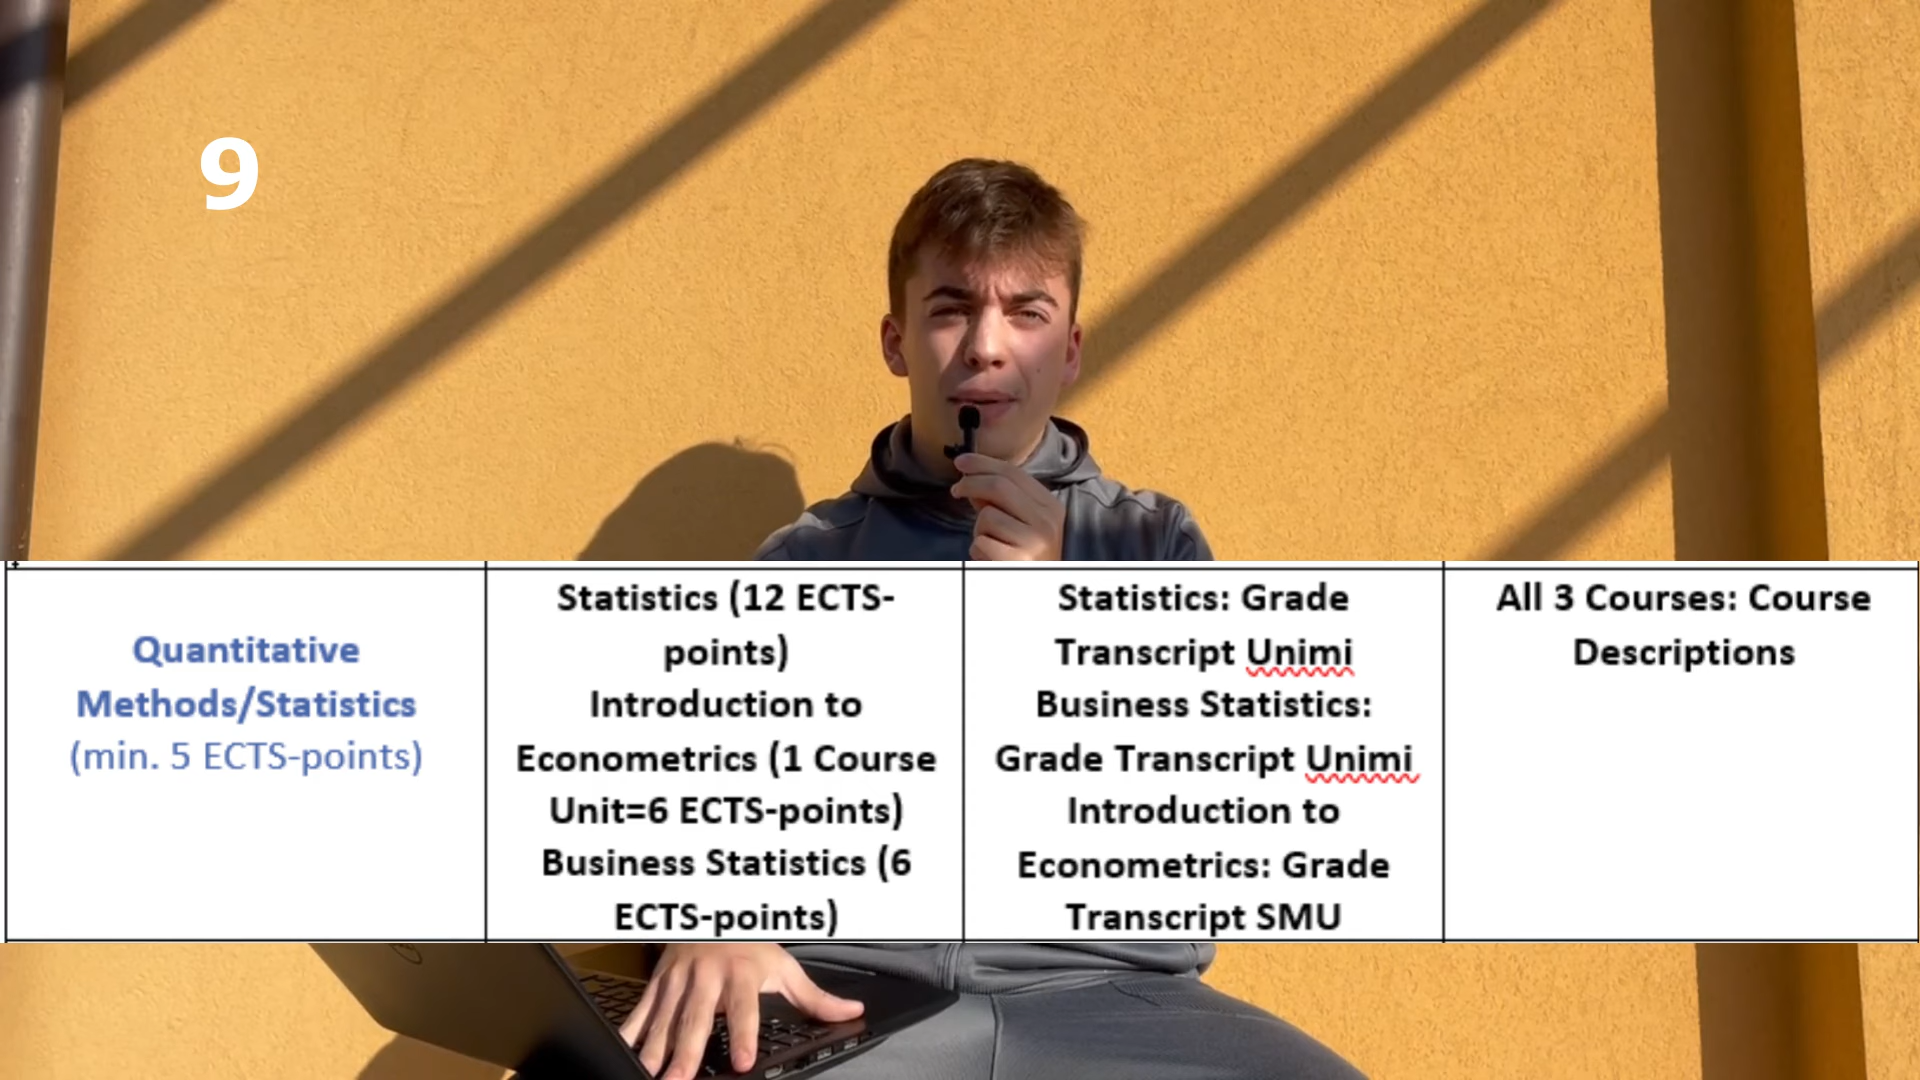 9
Quantitative
Methods/Statistics
(min. 5 ECTS-points)
Statistics (12 ECTS-
points)
Introduction to
Econometrics (1 Course
Unit=6 ECTS-points)
Business Statistics (6
ECTS-points)
Statistics: Grade
Transcript Unimi
Business Statistics:
Grade Transcript Unimi
Introduction to
Econometrics: Grade
Transcript SMU
All 3 Courses: Course
Descriptions